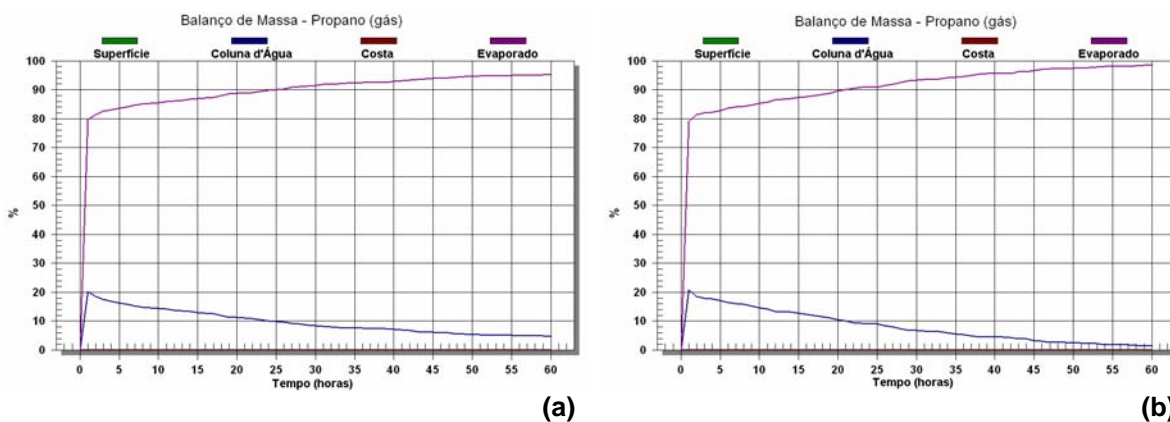 Balanço de Massa - Propano (gás)
Superfície Coluna d'Água Costa Evaporado
100
90
80
70
60
50
40
30
20
10
0
%
0 5 10 15 20 25 30 35 40 45 50 55 60
Tempo (horas)
(a)
Balanço de Massa - Propano (gás)
Superfície Coluna d'Água Costa Evaporado
100
90
80
70
60
50
40
30
20
10
0
%
0 5 10 15 20 25 30 35 40 45 50 55 60
Tempo (horas)
(b)